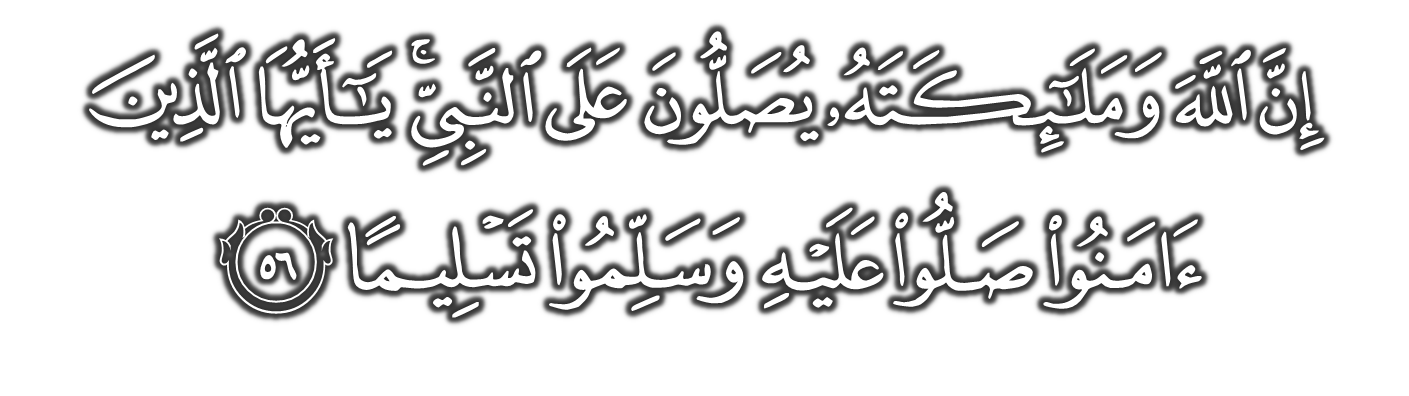 إِنَّ ٱللَّهَ وَمَلَـٰٓئِكَتَهُۥ يُصَلُّونَ عَلَى ٱلنَّبِىِّ ۚ يَـٰٓأَيُّهَا ٱلَّذِينَ
ءَامَنُوا۟ صَلُّوا۟ عَلَيْهِ وَسَلِّمُوا۟ تَسْلِيمًا ٥٦